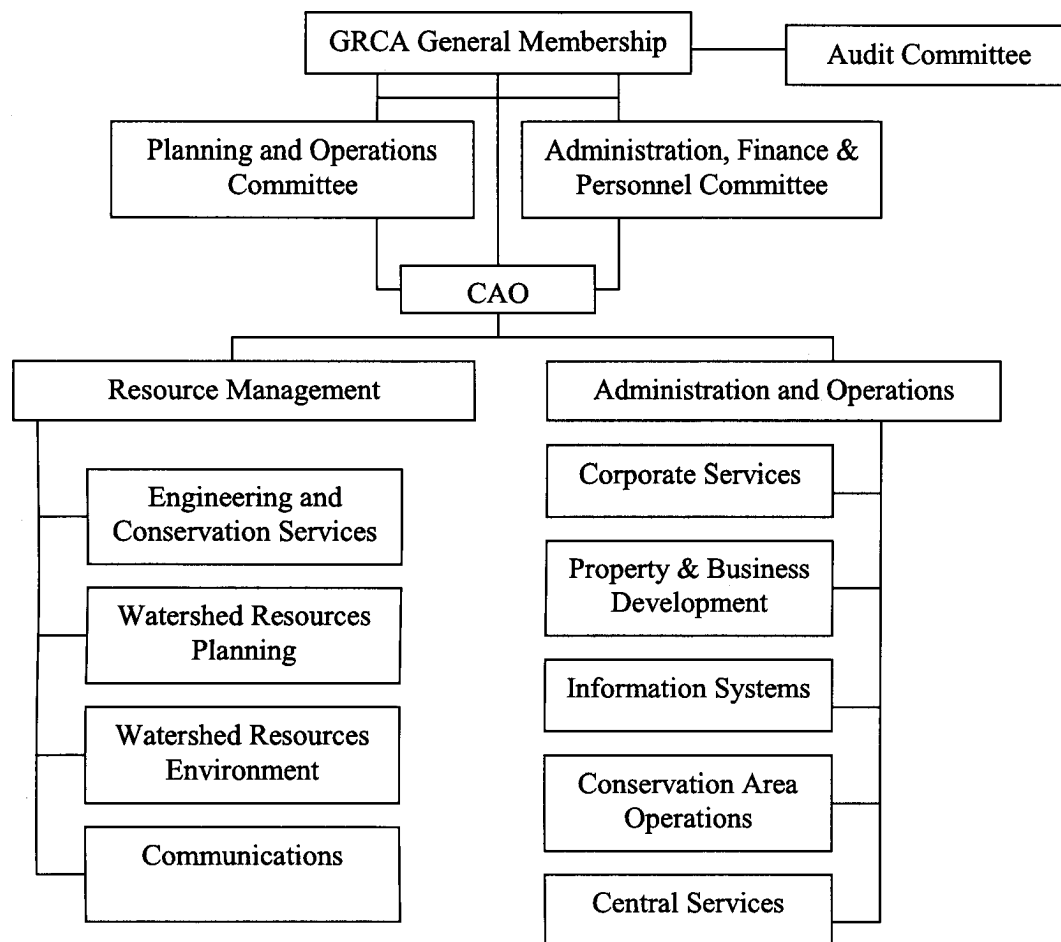 GRCA General Membership
Audit Committee
Planning and Operations
Committee
Administration, Finance &
Personnel Committee
CAO
Resource Management
Administration and Operations
Engineering and
Conservation Services
Watershed Resources
Planning
Watershed Resources
Environment
Communications
Corporate Services
Property & Business
Development
Information Systems
Conservation Area
Operations
Central Services